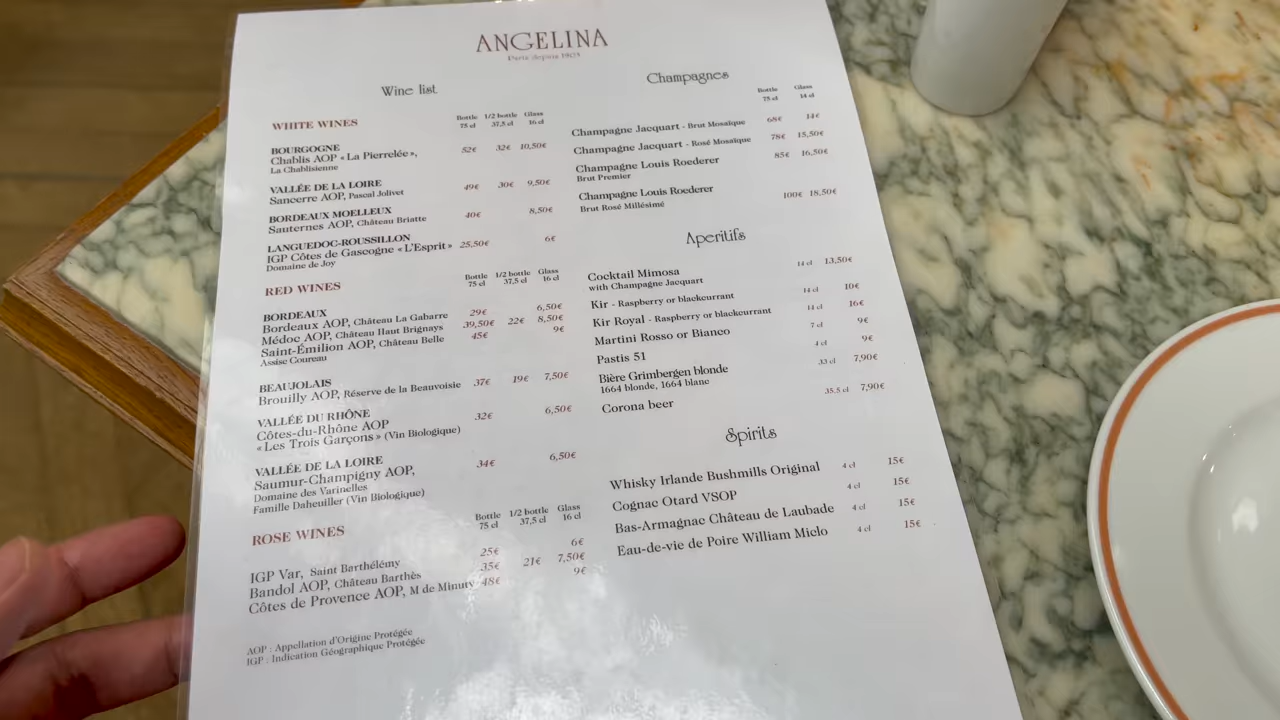 ANGELINA
Paris depuis 1903
Wine list
WHITE WINES
Bottle 1/2 bottle Glass
75 cl 37,5 cl 16 cl
BOURGOGNE
Chablis AOP « La Pierrelée », 52€ 32€ 10,50€
La Chablisienne
VALLÉE DE LA LOIRE
Sancerre AOP, Pascal Jolivet 49€ 30€ 9,50€
BORDEAUX MOELLEUX
Sauternes AOP, Château Briatte 40€ 8,50€
LANGUEDOC-ROUSSILLON
IGP Côtes de Gascogne « L'Esprit » 25,50€ 6€
Domaine de Joy
RED WINES
Bottle 1/2 bottle Glass
75 cl 37,5 cl 16 cl
BORDEAUX
Bordeaux AOP, Château La Gabarre 29€ 6,50€
Médoc AOP, Château Haut Brignays 39,50€ 22€ 8,50€
Saint-Émilion AOP, Château Belle 45€ 9€
Assise Coureau
BEAUJOLAIS
Brouilly AOP, Réserve de la Beauvoisie 37€ 19€ 7,50€
VALLÉE DU RHÔNE
Côtes-du-Rhône AOP 32€ 6,50€
« Les Trois Garçons » (Vin Biologique)
VALLÉE DE LA LOIRE
Saumur-Champigny AOP, 34€ 6,50€
Domaine des Varinelles
Famille Daheuiller (Vin Biologique)
ROSE WINES
Bottle 1/2 bottle Glass
75 cl 37,5 cl 16 cl
IGP Var, Saint Barthélémy 25€ 6€
Bandol AOP, Château Barthès 35€ 21€ 7,50€
Côtes de Provence AOP, M de Minuty 48€ 9€
AOP : Appellation d'Origine Protégée
IGP : Indication Géographique Protégée
Champagnes
Bottle Glass
75 cl 14 cl
Champagne Jacquart - Brut Mosaïque 68€ 14€
Champagne Jacquart - Rosé Mosaïque 78€ 15,50€
Champagne Louis Roederer 85€ 16,50€
Brut Premier
Champagne Louis Roederer 100€ 18,50€
Brut Rosé Millésimé
Aperitifs
Cocktail Mimosa 14 cl 13,50€
with Champagne Jacquart
Kir - Raspberry or blackcurrant 14 cl 10€
Kir Royal - Raspberry or blackcurrant 14 cl 16€
Martini Rosso or Bianco 7 cl 9€
Pastis 51 4 cl 9€
Bière Grimbergen blonde 33 cl 7,90€
1664 blonde, 1664 blanc
Corona beer 35.5 cl 7,90€
Spirits
Whisky Irlande Bushmills Original 4 cl 15€
Cognac Otard VSOP 4 cl 15€
Bas-Armagnac Château de Laubade 4 cl 15€
Eau-de-vie de Poire William Mielo 4 cl 15€